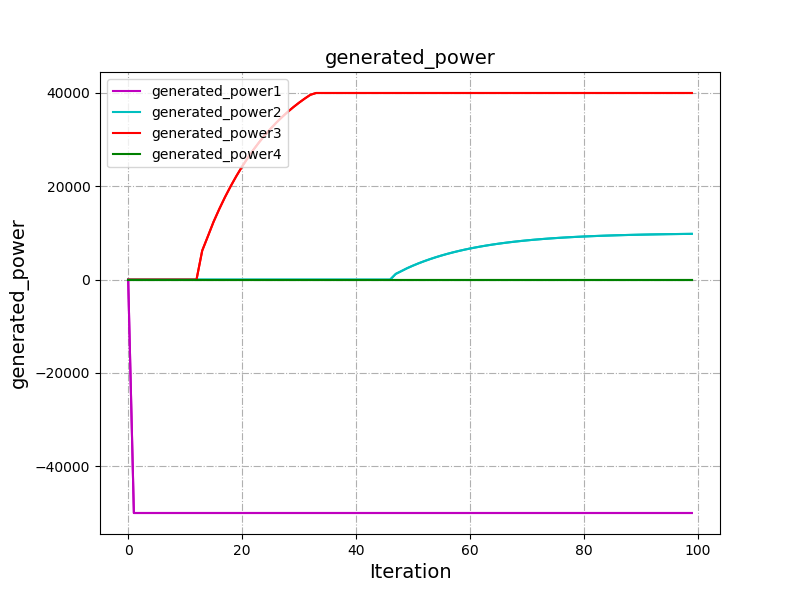 generated_power
generated_power1
generated_power2
generated_power3
generated_power4
40000
20000
0
−20000
−40000
generated_power
0
20
40
60
80
100
Iteration